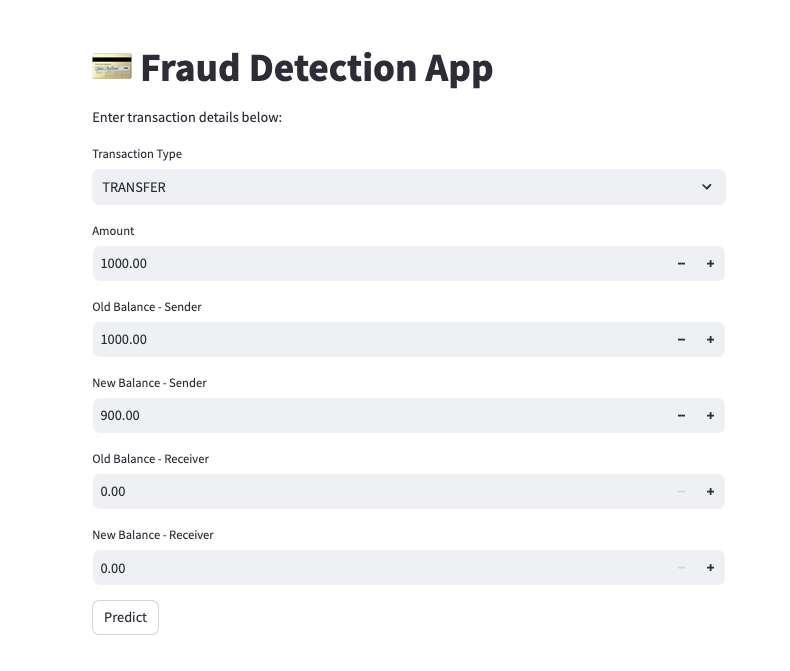 Fraud Detection App
Enter transaction details below:
Transaction Type
TRANSFER
Amount
1000.00
Old Balance - Sender
1000.00
New Balance - Sender
900.00
Old Balance - Receiver
0.00
New Balance - Receiver
0.00
Predict